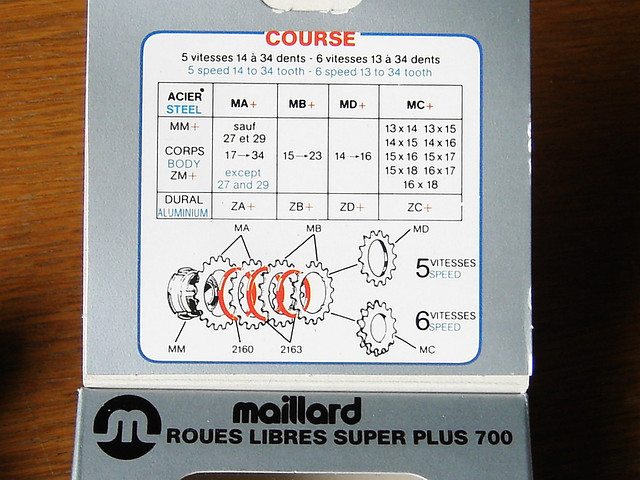 COURSE
5 vitesses 14 à 34 dents - 6 vitesses 13 à 34 dents
5 speed 14 to 34 tooth - 6 speed 13 to 34 tooth
ACIER*
STEEL
MA+ MB+ MD+ MC+
MM+
CORPS
BODY
ZM+
sauf
27 et 29
17→34
except
27 and 29
15→23
14→16
13 x 14 13 x 15
14 x 15 14 x 16
15 x 16 15 x 17
15 x 18 16 x 17
16 x 18
DURAL
ALUMINIUM
ZA+ ZB+ ZD+ ZC+
MA MB MD
5 VITESSES
SPEED
6 VITESSES
SPEED
MM 2160 2163 MC
m maillard
ROUES LIBRES SUPER PLUS 700